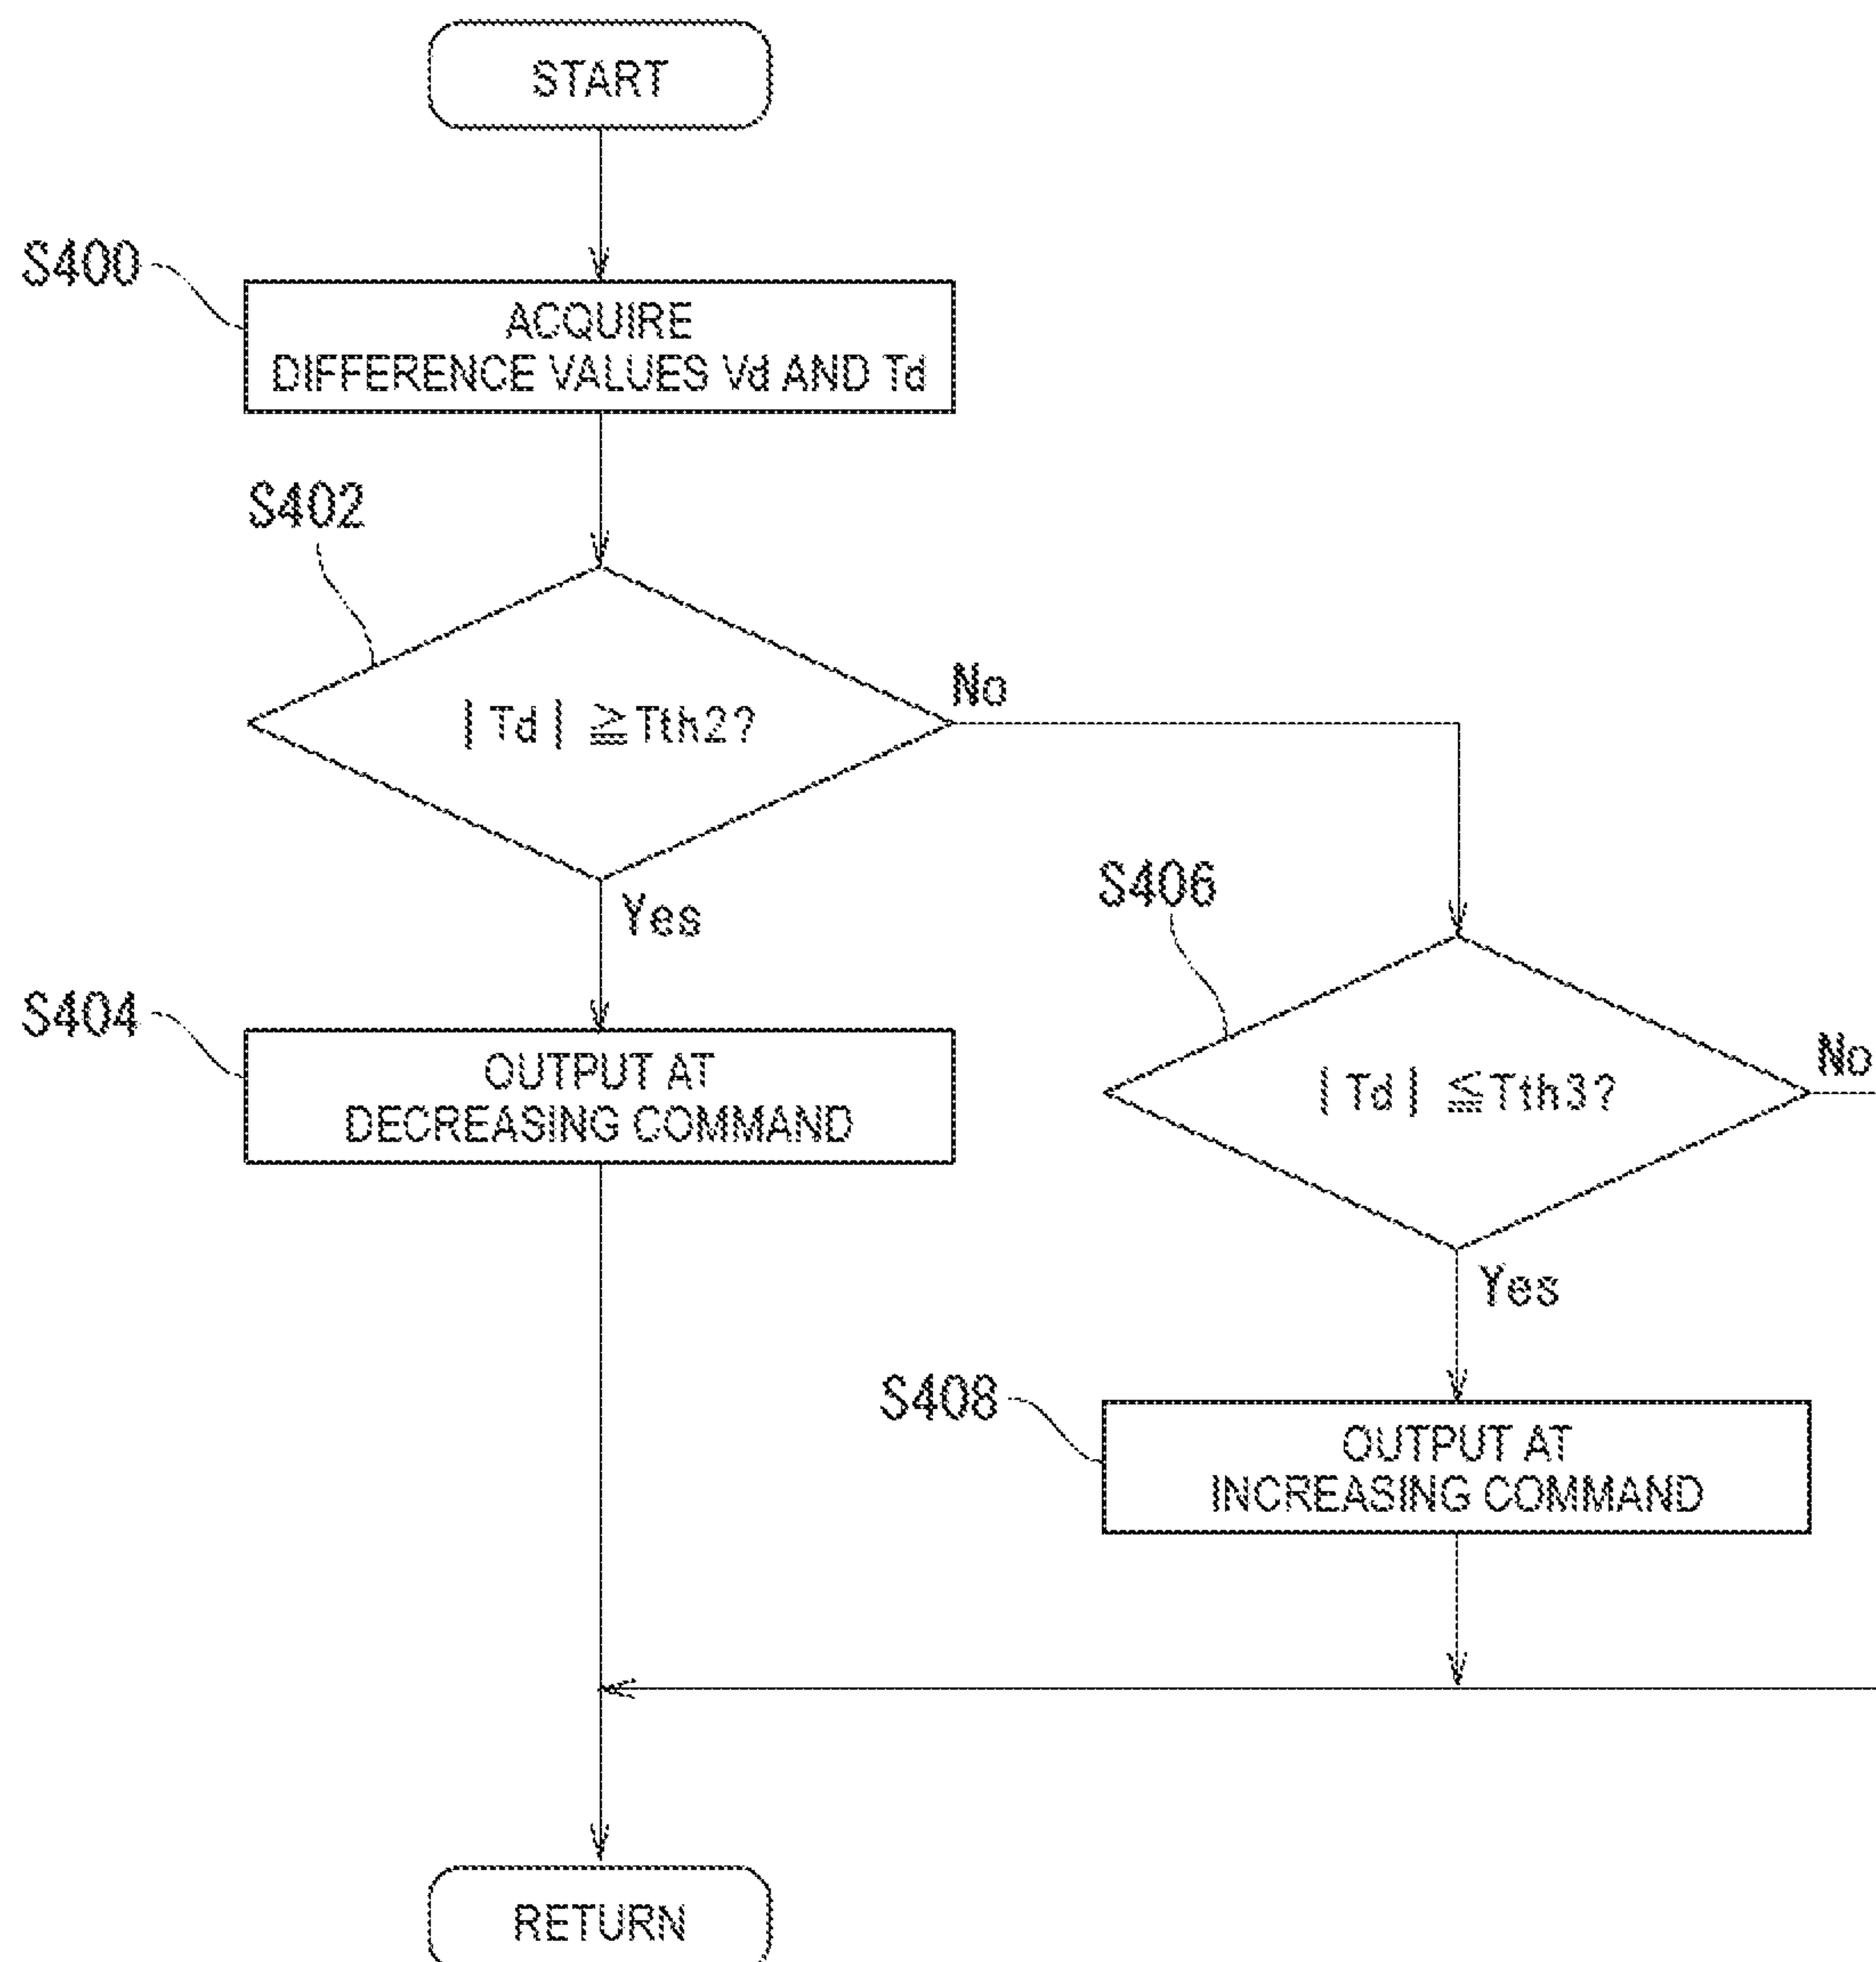 START
S400
ACQUIRE
DIFFERENCE VALUES Vd AND Td
S402
| Td | ≧Tth2?
No
Yes
S404
OUTPUT AT
DECREASING COMMAND
S406
| Td | ≦Tth3?
No
Yes
S408
OUTPUT AT
INCREASING COMMAND
RETURN